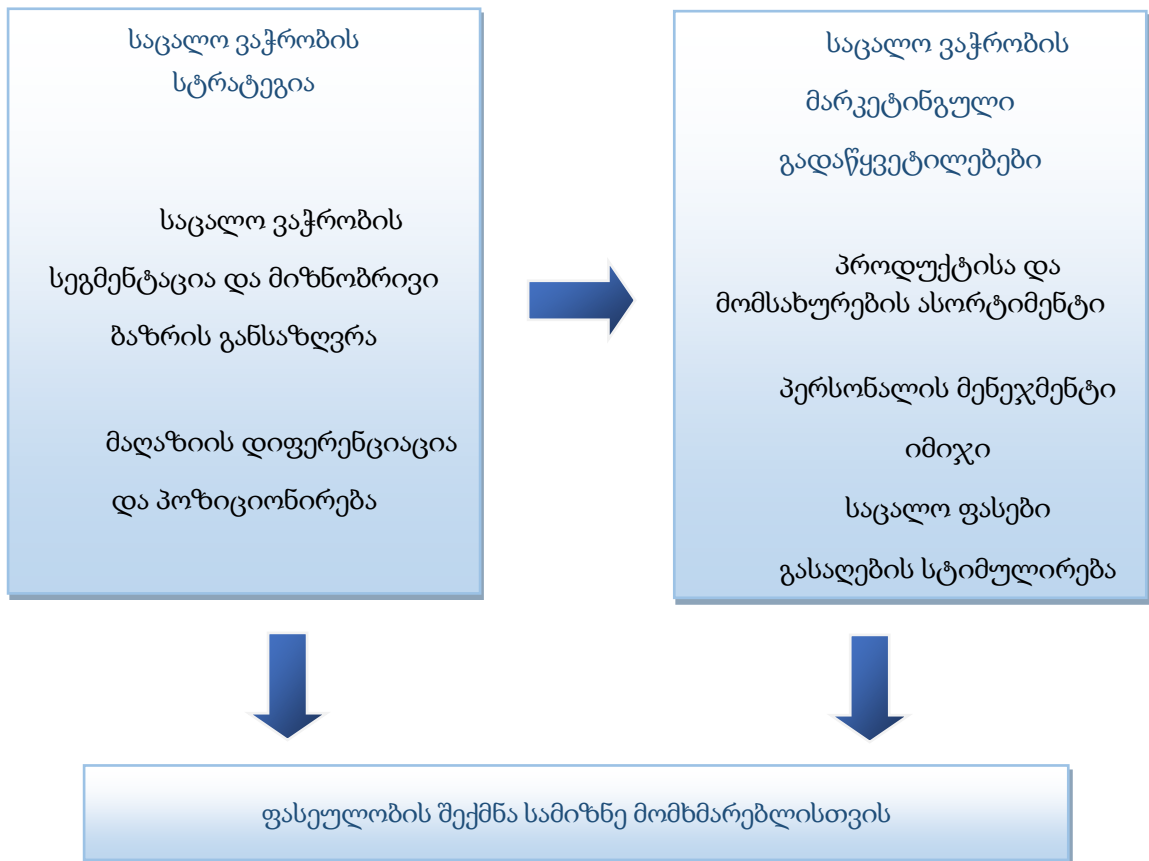 საცალო ვაჭრობის
სტრატეგია
საცალო ვაჭრობის
სეგმენტაცია და მიზნობრივი
ბაზრის განსაზღვრა
მაღაზიის დიფერენციაცია
და პოზიციონირება
საცალო ვაჭრობის
მარკეტინგული
გადაწყვეტილებები
პროდუქტისა და
მომსახურების ასორტიმენტი
პერსონალის მენეჯმენტი
იმიჯი
საცალო ფასები
გასაღების სტიმულირება
ფასეულობის შექმნა სამიზნე მომხმარებლისთვის